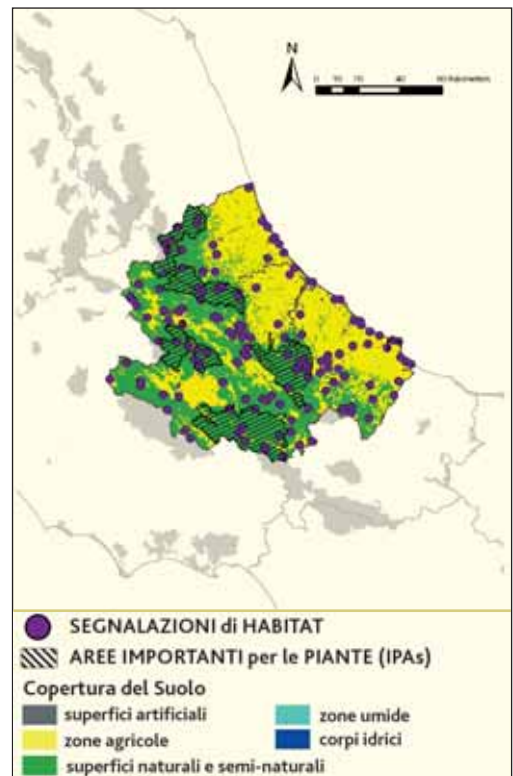 N
SEGNALAZIONI di HABITAT
AREE IMPORTANTI per le PIANTE (IPAs)
Copertura del Suolo
superfici artificiali
zone umide
zone agricole
corpi idrici
superfici naturali e semi-naturali